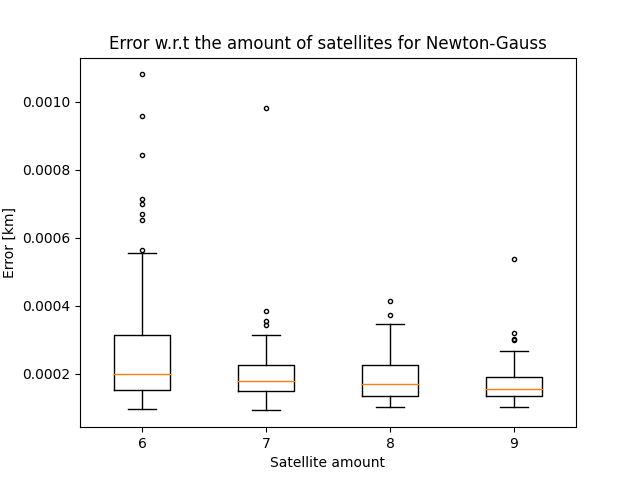 Error w.r.t the amount of satellites for Newton-Gauss
0.0010
0.0008
0.0006
0.0004
0.0002
Error [km]
6 7 8 9
Satellite amount